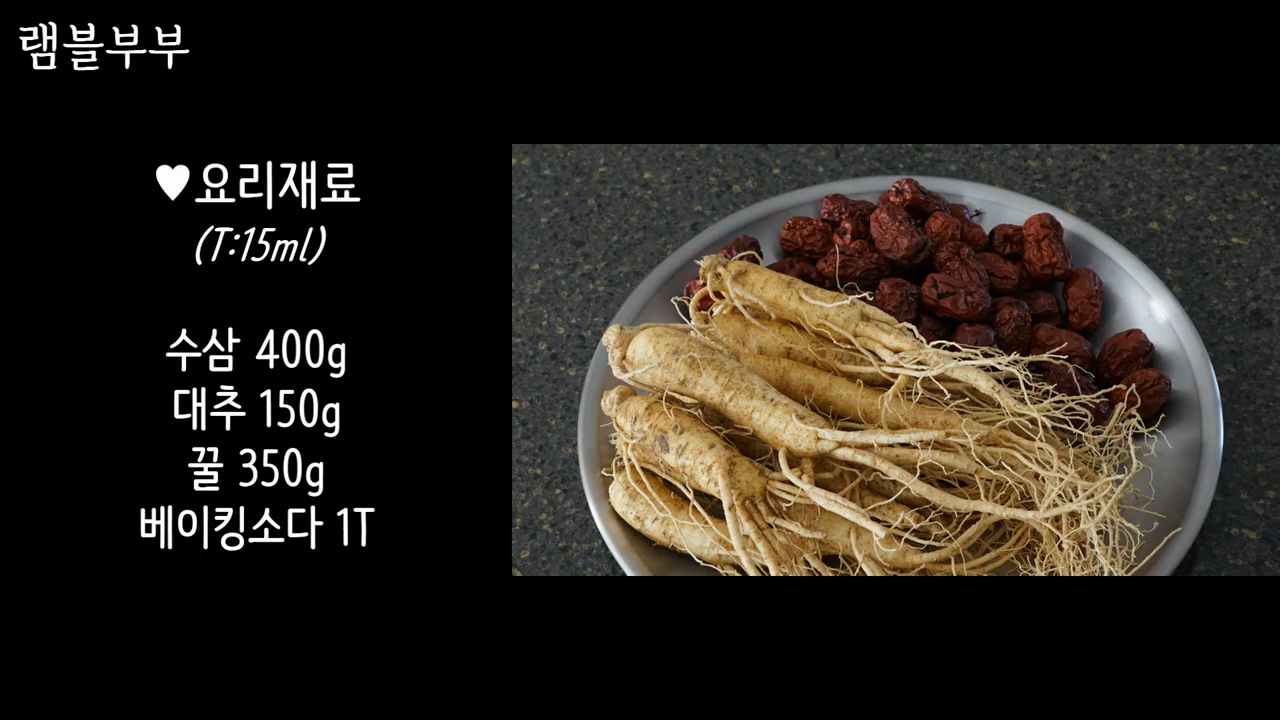 램블부부
♥요리재료
(T:15ml)
수삼 400g
대추 150g
꿀 350g
베이킹소다 1T